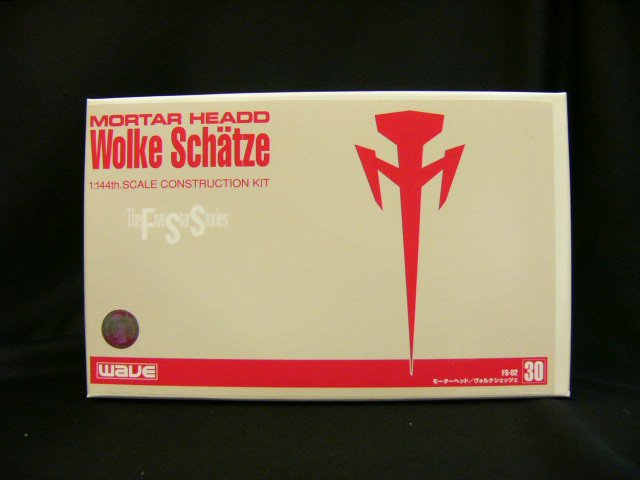 MORTAR HEADD
Wolke Schätze
1:144th.SCALE CONSTRUCTION KIT
The Five Star Stories
wave
FS-82
モーターヘッド/ヴォルケシェッツェ
30